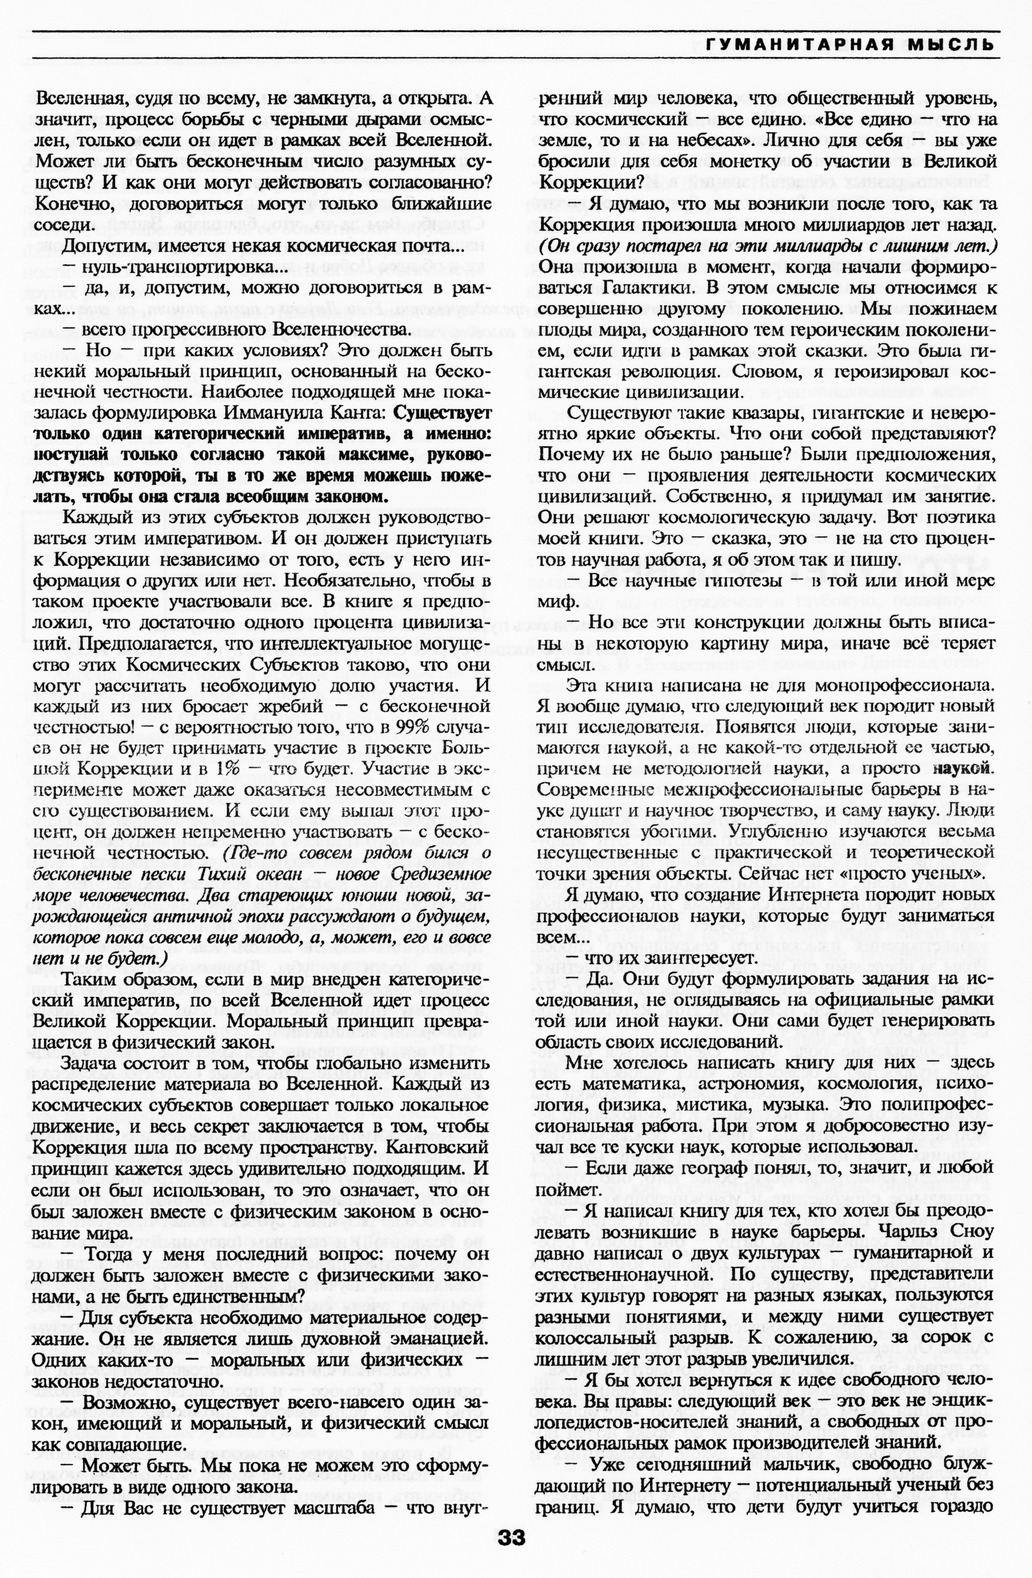 ГУМАНИТАРНАЯ МЫСЛЬ
Вселенная, судя по всему, не замкнута, а открыта. А
значит, процесс борьбы с черными дырами осмыс-
лен, только если он идет в рамках всей Вселенной.
Может ли быть бесконечным число разумных су-
ществ? И как они могут действовать согласованно?
Конечно, договориться могут только ближайшие
соседи.
Допустим, имеется некая космическая почта...
— нуль-транспортировка...
— да, и, допустим, можно договориться в рам-
ках...
— всего прогрессивного Вселенночества.
— Но — при каких условиях? Это должен быть
некий моральный принцип, основанный на беско-
нечной честности. Наиболее подходящей мне пока-
залась формулировка Иммануила Канта: Существует
только один категорический императив, а именно:
поступай только согласно такой максиме, руково-
дствуясь которой, ты в то же время можешь поже-
лать, чтобы она стала всеобщим законом.
Каждый из этих субъектов должен руководство-
ваться этим императивом. И он должен приступать
к Коррекции независимо от того, есть у него ин-
формация о других или нет. Необязательно, чтобы в
таком проекте участвовали все. В книге я предпо-
ложил, что достаточно одного процента цивилиза-
ций. Предполагается, что интеллектуальное могуще-
ство этих Космических Субъектов таково, что они
могут рассчитать необходимую долю участия. И
каждый из них бросает жребий — с бесконечной
честностью! — с вероятностью того, что в 99% случа-
ев он не будет принимать участие в проекте Боль-
шой Коррекции и в 1% — что будет. Участие в экс-
перименте может даже оказаться несовместимым с
его существованием. И если ему выпал этот про-
цент, он должен непременно участвовать — с беско-
нечной честностью. (Где-то совсем рядом бился о
бесконечные пески Тихий океан — новое Средиземное
море человечества. Два стареющих юноши новой, за-
рождающейся античной эпохи рассуждают о будущем,
которое пока совсем еще молодо, а, может, его и вовсе
нет и не будет.)
Таким образом, если в мир внедрен категориче-
ский императив, по всей Вселенной идет процесс
Великой Коррекции. Моральный принцип превра-
щается в физический закон.
Задача состоит в том, чтобы глобально изменить
распределение материала во Вселенной. Каждый из
космических субъектов совершает только локальное
движение, и весь секрет заключается в том, чтобы
Коррекция шла по всему пространству. Кантовский
принцип кажется здесь удивительно подходящим. И
если он был использован, то это означает, что он
был заложен вместе с физическим законом в осно-
вание мира.
— Тогда у меня последний вопрос: почему он
должен быть заложен вместе с физическими зако-
нами, а не быть единственным?
— Для субъекта необходимо материальное содер-
жание. Он не является лишь духовной эманацией.
Одних каких-то — моральных или физических —
законов недостаточно.
— Возможно, существует всего-навсего один за-
кон, имеющий и моральный, и физический смысл
как совпадающие.
— Может быть. Мы пока не можем это сформу-
лировать в виде одного закона.
— Для Вас не существует масштаба — что внут-
ренний мир человека, что общественный уровень,
что космический — все едино. «Все едино — что на
земле, то и на небесах». Лично для себя — вы уже
бросили для себя монетку об участии в Великой
Коррекции?
— Я думаю, что мы возникли после того, как та
Коррекция произошла много миллиардов лет назад.
(Он сразу постарел на эти миллиарды с лишним лет.)
Она произошла в момент, когда начали формиро-
ваться Галактики. В этом смысле мы относимся к
совершенно другому поколению. Мы пожинаем
плоды мира, созданного тем героическим поколени-
ем, если идти в рамках этой сказки. Это была ги-
гантская революция. Словом, я героизировал кос-
мические цивилизации.
Существуют такие квазары, гигантские и неверо-
ятно яркие объекты. Что они собой представляют?
Почему их не было раньше? Были предположения,
что они — проявления деятельности космических
цивилизаций. Собственно, я придумал им занятие.
Они решают космологическую задачу. Вот поэтика
моей книги. Это — сказка, это — не на сто процен-
тов научная работа, я об этом так и пишу.
— Все научные гипотезы — в той или иной мере
миф.
— Но все эти конструкции должны быть вписа-
ны в некоторую картину мира, иначе всё теряет
смысл.
Эта книга написана не для монопрофессионала.
Я вообще думаю, что следующий век породит новый
тип исследователя. Появятся люди, которые зани-
маются наукой, а не какой-то отдельной ее частью,
причем не методологией науки, а просто наукой.
Современные межпрофессиональные барьеры в на-
уке душат и научное творчество, и саму науку. Люди
становятся убогими. Углубленно изучаются весьма
несущественные с практической и теоретической
точки зрения объекты. Сейчас нет «просто ученых».
Я думаю, что создание Интернета породит новых
профессионалов науки, которые будут заниматься
всем...
— что их заинтересует.
— Да. Они будут формулировать задания на ис-
следования, не оглядываясь на официальные рамки
той или иной науки. Они сами будет генерировать
область своих исследований.
Мне хотелось написать книгу для них — здесь
есть математика, астрономия, космология, психо-
логия, физика, мистика, музыка. Это полипрофес-
сиональная работа. При этом я добросовестно изу-
чал все те куски наук, которые использовал.
— Если даже географ понял, то, значит, и любой
поймет.
— Я написал книгу для тех, кто хотел бы преодо-
левать возникшие в науке барьеры. Чарльз Сноу
давно написал о двух культурах — гуманитарной и
естественнонаучной. По существу, представители
этих культур говорят на разных языках, пользуются
разными понятиями, и между ними существует
колоссальный разрыв. К сожалению, за сорок с
лишним лет этот разрыв увеличился.
— Я бы хотел вернуться к идее свободного чело-
века. Вы правы: следующий век — это век не энцик-
лопедистов-носителей знаний, а свободных от про-
фессиональных рамок производителей знаний.
— Уже сегодняшний мальчик, свободно блуж-
дающий по Интернету — потенциальный ученый без
границ. Я думаю, что дети будут учиться гораздо
33